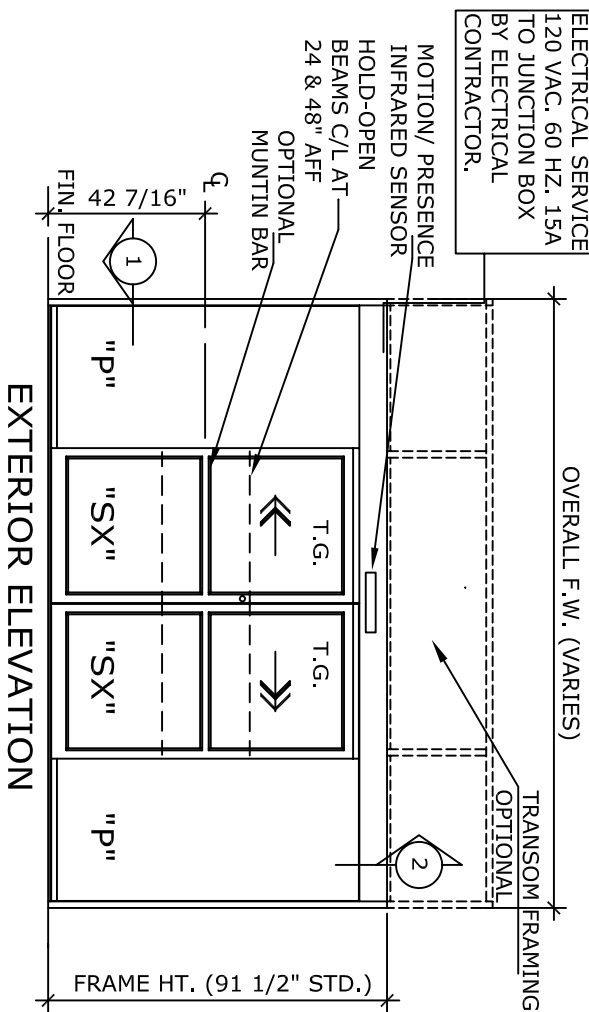 ELECTRICAL SERVICE
120 VAC. 60 HZ. 15A
TO JUNCTION BOX
BY ELECTRICAL
CONTRACTOR.
MOTION/ PRESENCE
INFRARED SENSOR
HOLD-OPEN
BEAMS C/L AT
24 & 48" AFF
OPTIONAL
MUNTIN BAR
CL
42 7/16"
FIN. FLOOR
1
OVERALL F.W. (VARIES)
TRANSOM FRAMING
OPTIONAL
2
T.G.
T.G.
"P"
"SX"
"SX"
"P"
FRAME HT. (91 1/2" STD.)
EXTERIOR ELEVATION